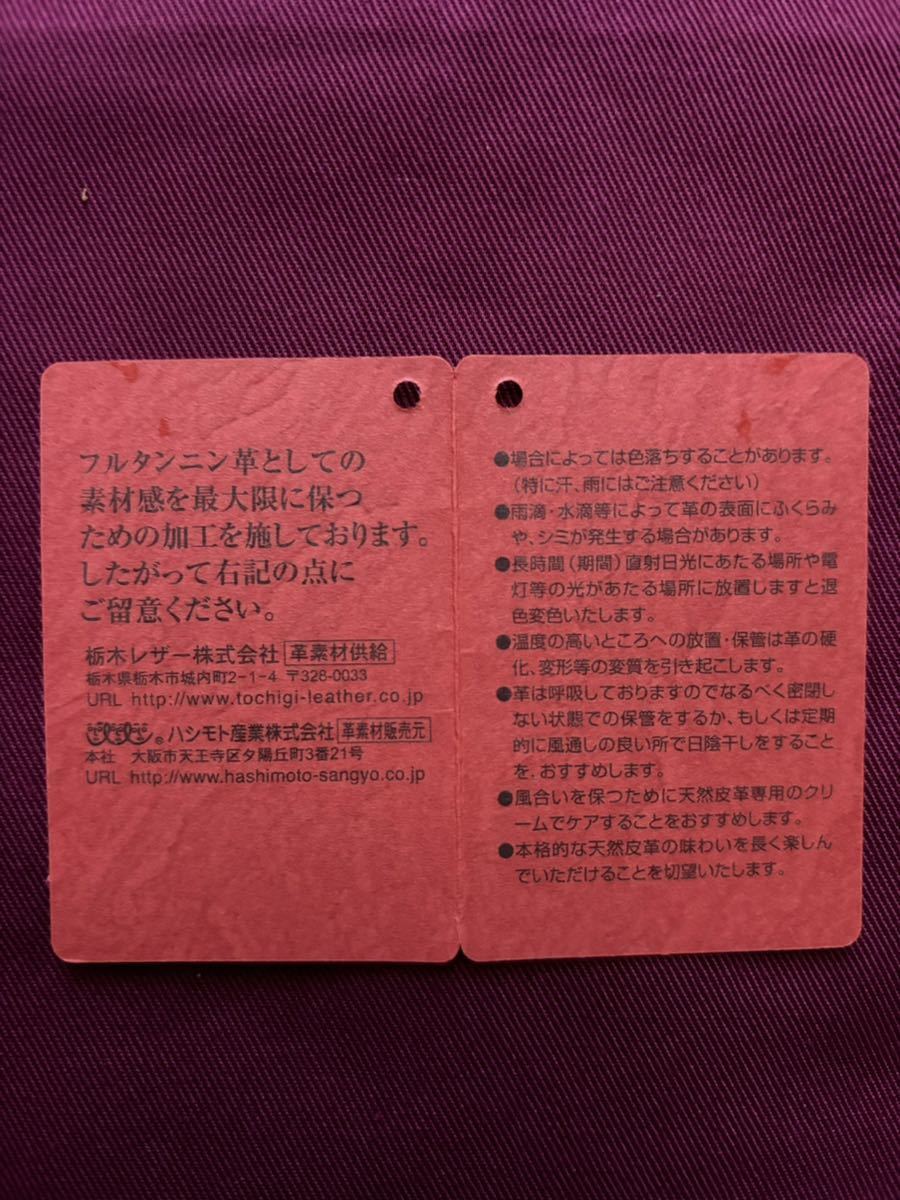 フルタンニン革としての
素材感を最大限に保つ
ための加工を施しております。
したがって右記の点に
ご留意ください。
栃木レザー株式会社 革素材供給
栃木県栃木市城内町2-1-4 〒328-0033
URL http://www.tochigi-leather.co.jp
ハシモト産業株式会社 革素材販売元
本社 大阪市天王寺区夕陽丘町3番21号
URL http://www.hashimoto-sangyo.co.jp
●場合によっては色落ちすることがあります。
(特に汗、雨にはご注意ください)
●雨滴・水滴等によって革の表面にふくらみ
や、シミが発生する場合があります。
●長時間(期間)直射日光にあたる場所や電
灯等の光があたる場所に放置しますと退
色変色いたします。
●温度の高いところへの放置・保管は革の硬
化、変形等の変質を引き起こします。
●革は呼吸しておりますのでなるべく密閉し
ない状態での保管をするか、もしくは定期
的に風通しの良い所で日陰干しをすること
を、おすすめします。
●風合いを保つために天然皮革専用のクリ
ームでケアすることをおすすめします。
●本格的な天然皮革の味わいを長く楽しん
でいただけることを切望いたします。